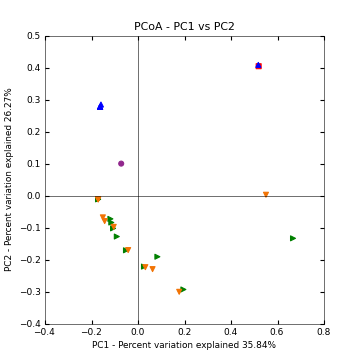 PCoA - PC1 vs PC2
PC2 - Percent variation explained 26.27%
0.5
0.4
0.3
0.2
0.1
0.0
−0.1
−0.2
−0.3
−0.4
−0.4 −0.2 0.0 0.2 0.4 0.6 0.8
PC1 - Percent variation explained 35.84%